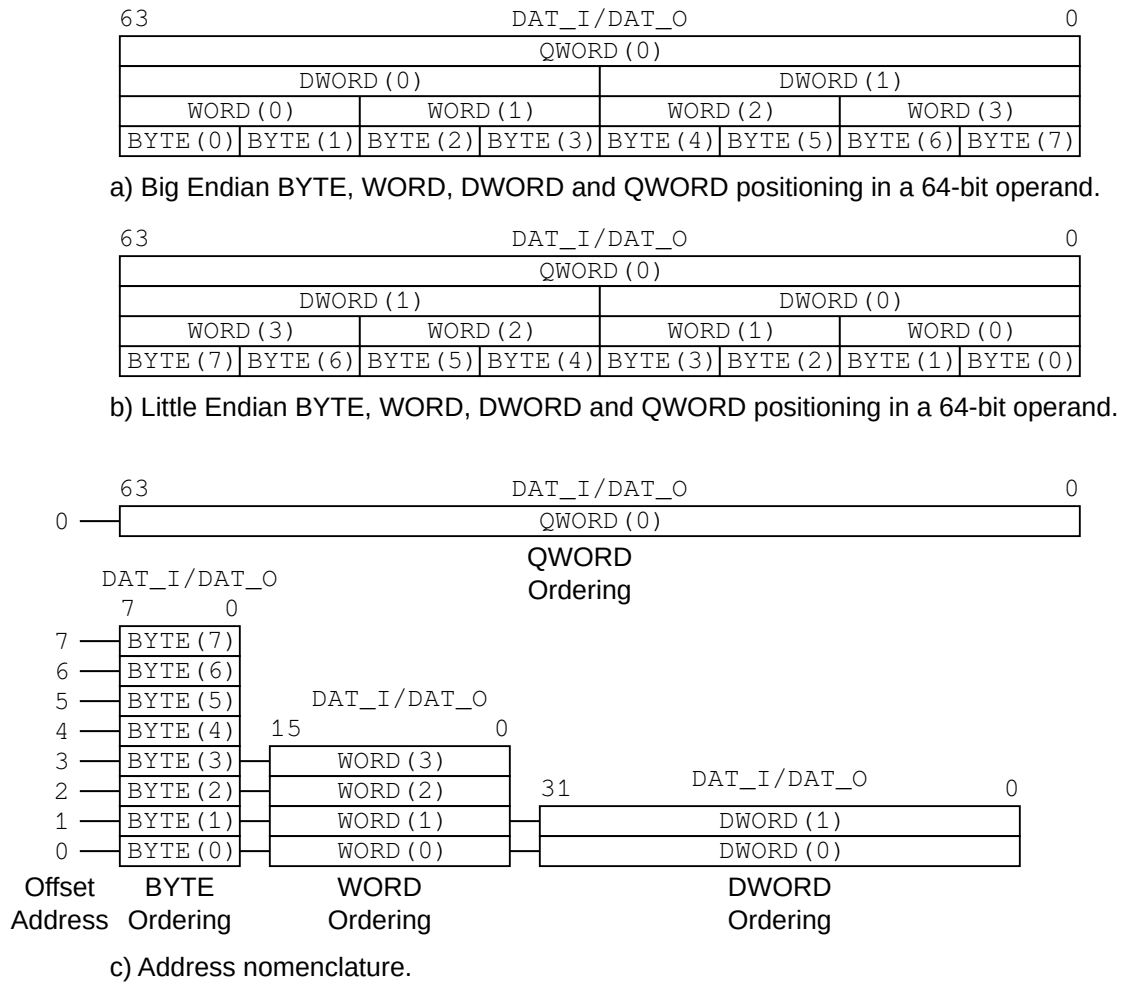 63 DAT_I/DAT_O 0
QWORD(0)
DWORD(0) DWORD(1)
WORD(0) WORD(1) WORD(2) WORD(3)
BYTE(0) BYTE(1) BYTE(2) BYTE(3) BYTE(4) BYTE(5) BYTE(6) BYTE(7)
a) Big Endian BYTE, WORD, DWORD and QWORD positioning in a 64-bit operand.
63 DAT_I/DAT_O 0
QWORD(0)
DWORD(1) DWORD(0)
WORD(3) WORD(2) WORD(1) WORD(0)
BYTE(7) BYTE(6) BYTE(5) BYTE(4) BYTE(3) BYTE(2) BYTE(1) BYTE(0)
b) Little Endian BYTE, WORD, DWORD and QWORD positioning in a 64-bit operand.
63 DAT_I/DAT_O 0
0 QWORD(0)
QWORD
Ordering
DAT_I/DAT_O
7 0
7 BYTE(7)
6 BYTE(6)
5 BYTE(5) DAT_I/DAT_O
4 BYTE(4) 15 0
3 BYTE(3) WORD(3) DAT_I/DAT_O
2 BYTE(2) WORD(2) 31 0
1 BYTE(1) WORD(1) DWORD(1)
0 BYTE(0) WORD(0) DWORD(0)
Offset BYTE WORD DWORD
Address Ordering Ordering Ordering
c) Address nomenclature.